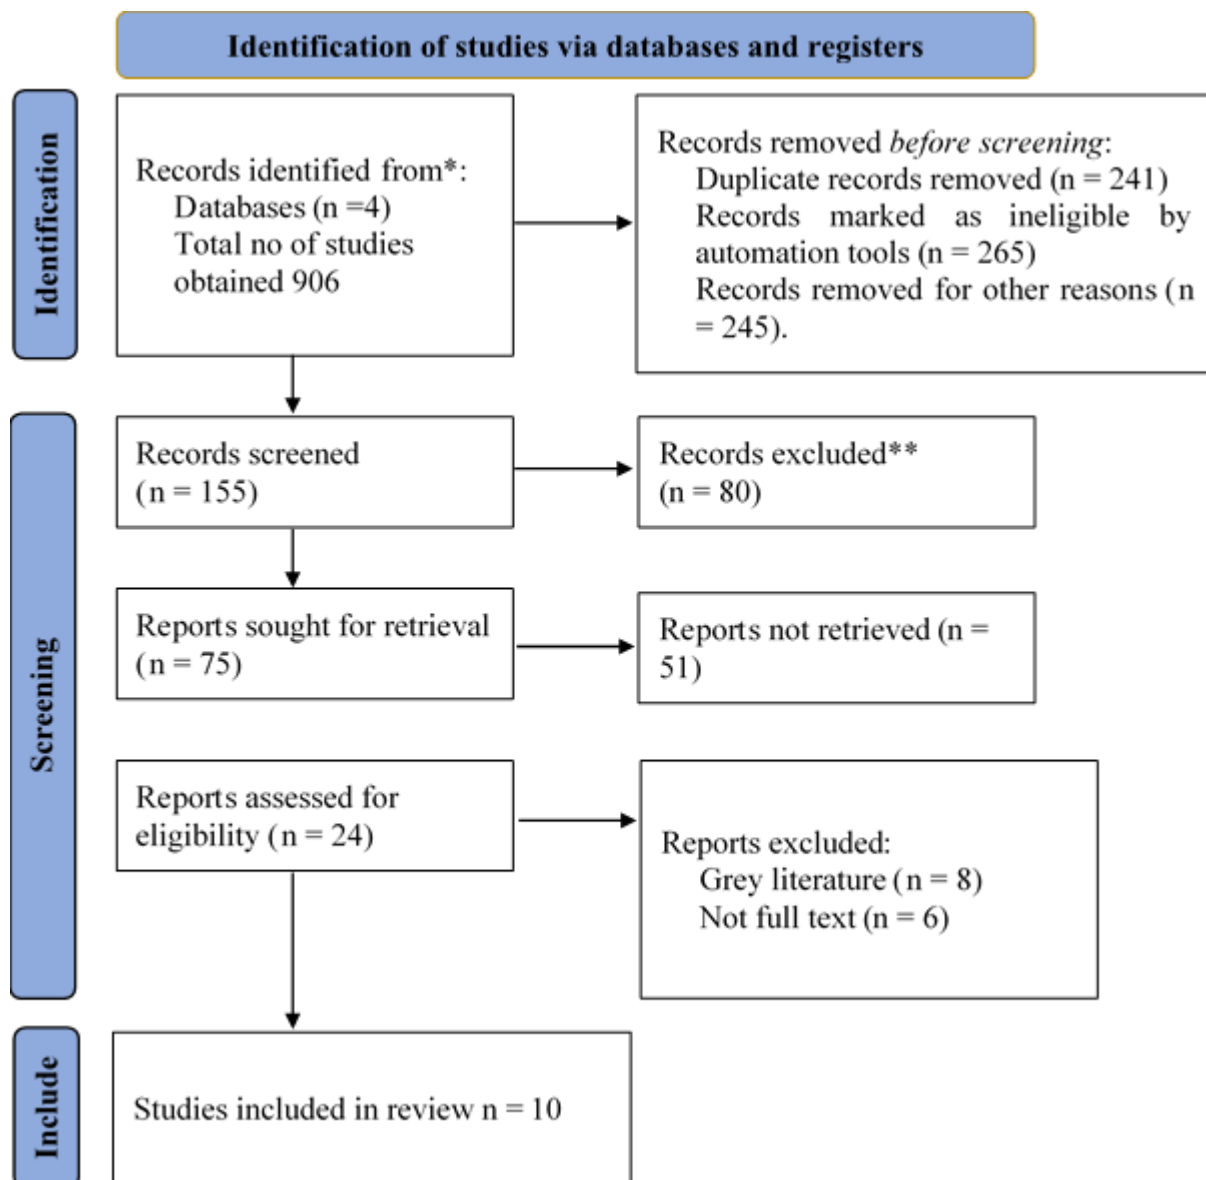 Identification of studies via databases and registers
Identification
Records identified from*:
Databases (n =4)
Total no of studies
obtained 906
Records removed before screening:
Duplicate records removed (n = 241)
Records marked as ineligible by
automation tools (n = 265)
Records removed for other reasons (n
= 245).
Screening
Records screened
(n = 155)
Records excluded**
(n = 80)
Reports sought for retrieval
(n = 75)
Reports not retrieved (n =
51)
Reports assessed for
eligibility (n = 24)
Reports excluded:
Grey literature (n = 8)
Not full text (n = 6)
Include
Studies included in review n = 10